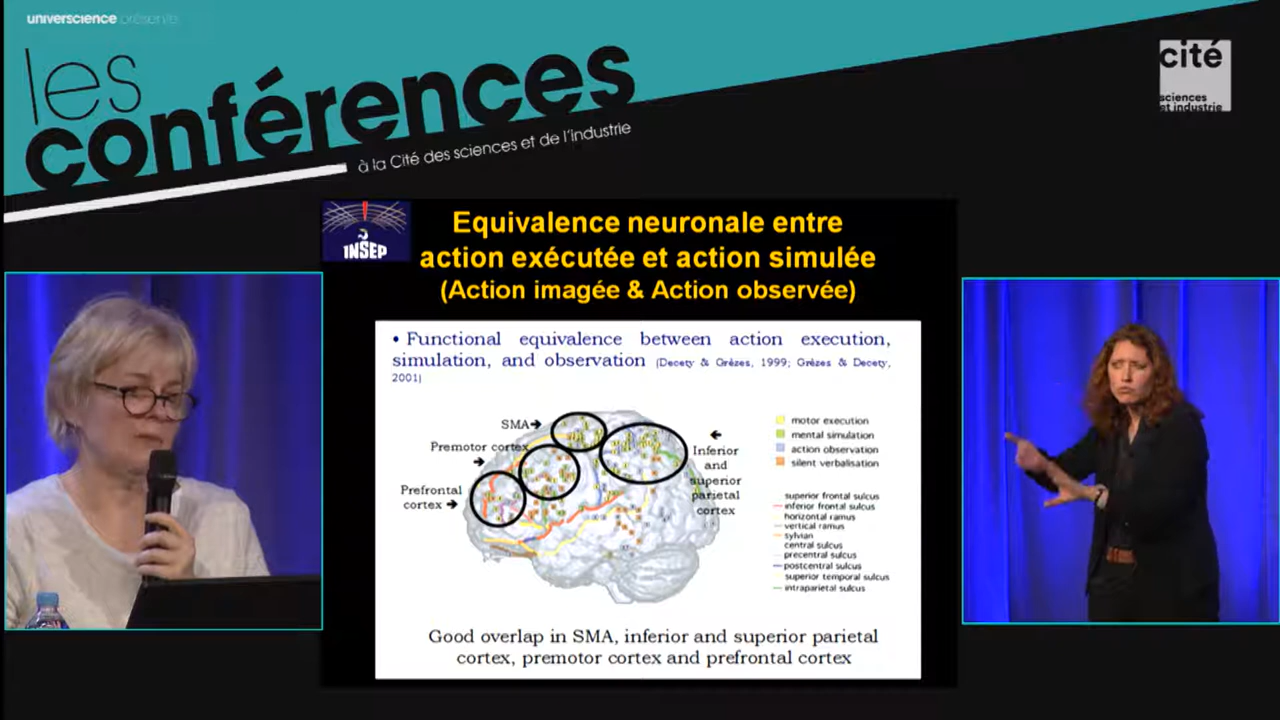 universcience présente
les
conférences
à la Cité des sciences et de l'industrie
cité
sciences
et industrie
INSEP
Equivalence neuronale entre
action exécutée et action simulée
(Action imagée & Action observée)
• Functional equivalence between action execution,
simulation, and observation (Decety & Grèzes, 1999; Grèzes & Decety,
2001)
SMA
Premotor cortex
Prefrontal
cortex
Inferior
and
superior
parietal
cortex
motor execution
mental simulation
action observation
silent verbalisation
superior frontal sulcus
inferior frontal sulcus
horizontal ramus
vertical ramus
sylvian
central sulcus
precentral sulcus
postcentral sulcus
superior temporal sulcus
intraparietal sulcus
Good overlap in SMA, inferior and superior parietal
cortex, premotor cortex and prefrontal cortex